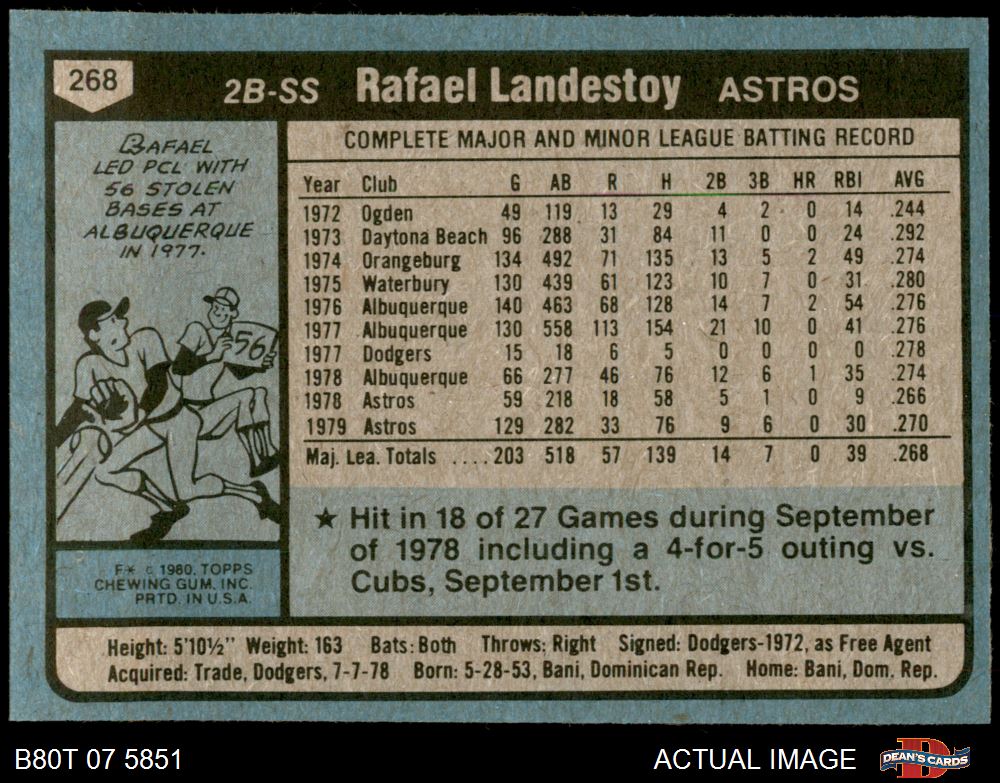 268
2B-SS Rafael Landestoy ASTROS
RAFAEL
LED PCL WITH
56 STOLEN
BASES AT
ALBUQUERQUE
IN 1977.
56
F✶ © 1980, TOPPS
CHEWING GUM, INC.
PRTD. IN U.S.A.
COMPLETE MAJOR AND MINOR LEAGUE BATTING RECORD
Year Club G AB R H 2B 3B HR RBI AVG
1972 Ogden 49 119 13 29 4 2 0 14 .244
1973 Daytona Beach 96 288 31 84 11 0 0 24 .292
1974 Orangeburg 134 492 71 135 13 5 2 49 .274
1975 Waterbury 130 439 61 123 10 7 0 31 .280
1976 Albuquerque 140 463 68 128 14 7 2 54 .276
1977 Albuquerque 130 558 113 154 21 10 0 41 .276
1977 Dodgers 15 18 6 5 0 0 0 0 .278
1978 Albuquerque 66 277 46 76 12 6 1 35 .274
1978 Astros 59 218 18 58 5 1 0 9 .266
1979 Astros 129 282 33 76 9 6 0 30 .270
Maj. Lea. Totals ....203 518 57 139 14 7 0 39 .268
★ Hit in 18 of 27 Games during September
of 1978 including a 4-for-5 outing vs.
Cubs, September 1st.
Height: 5'10½" Weight: 163 Bats: Both Throws: Right Signed: Dodgers-1972, as Free Agent
Acquired: Trade, Dodgers, 7-7-78 Born: 5-28-53, Bani, Dominican Rep. Home: Bani, Dom. Rep.
B80T 07 5851 ACTUAL IMAGE D DEAN'S CARDS